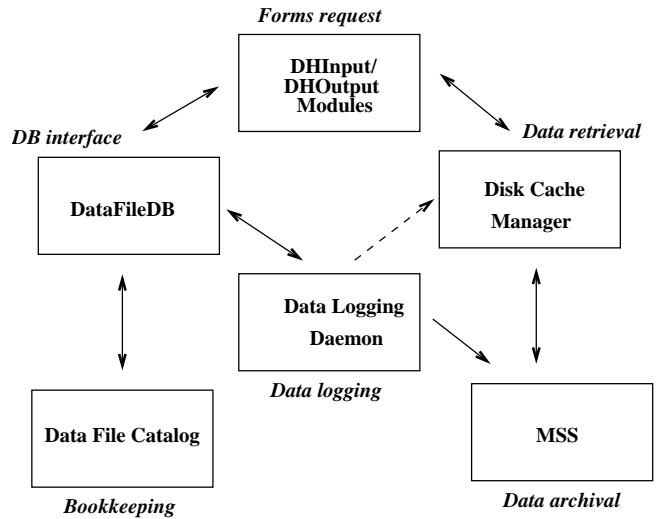 Forms request
DHInput/
DHOutput
Modules
DB interface
Data retrieval
DataFileDB
Disk Cache
Manager
Data Logging
Daemon
Data logging
Data File Catalog
MSS
Bookkeeping
Data archival